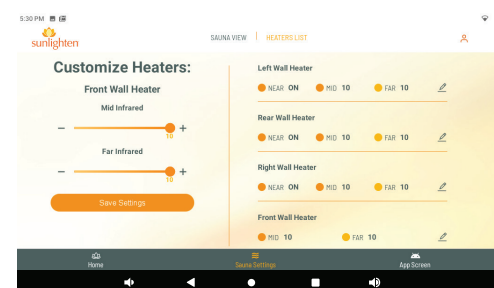 5:30 PM
sunlighten
SAUNA VIEW
HEATERS LIST
Customize Heaters:
Front Wall Heater
Mid Infrared
− +
10
Far Infrared
− +
10
Save Settings
Left Wall Heater
NEAR ON MID 10 FAR 10
Rear Wall Heater
NEAR ON MID 10 FAR 10
Right Wall Heater
NEAR ON MID 10 FAR 10
Front Wall Heater
MID 10 FAR 10
Home
Sauna Settings
App Screen